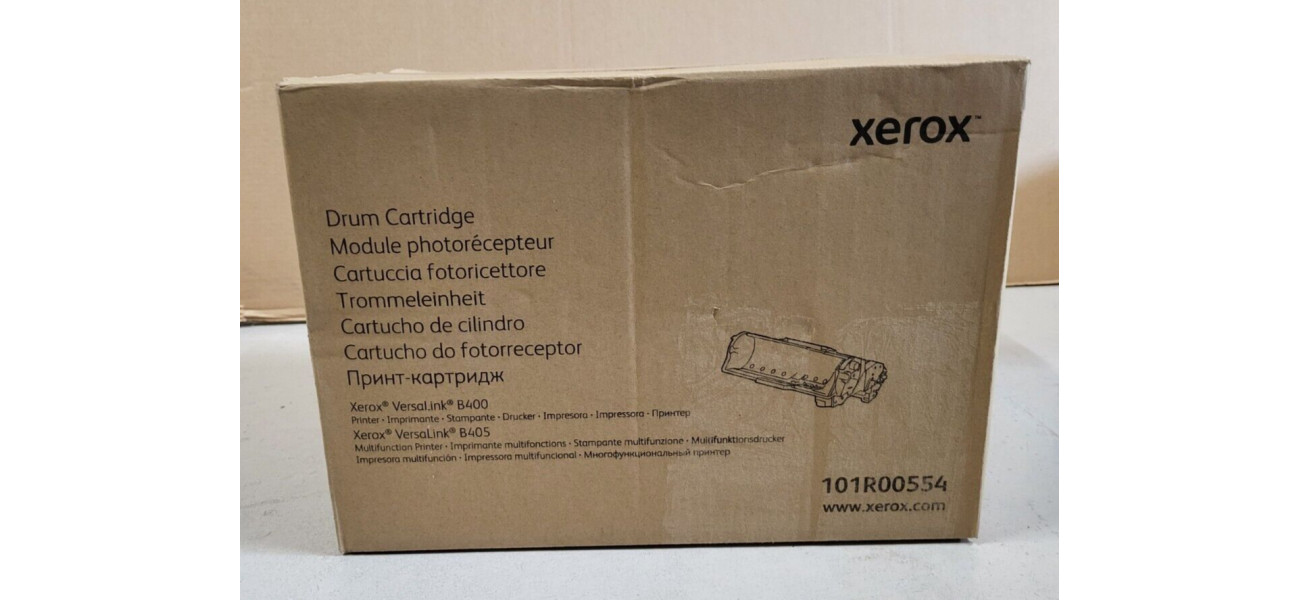 xerox™
Drum Cartridge
Module photorécepteur
Cartuccia fotoricettore
Trommeleinheit
Cartucho de cilindro
Cartucho do fotorreceptor
Принт-картридж
Xerox® VersaLink® B400
Printer · Imprimante · Stampante · Drucker · Impresora · Impressora · Принтер
Xerox® VersaLink® B405
Multifunction Printer · Imprimante multifonctions · Stampante multifunzione · Multifunktionsdrucker
Impresora multifunción · Impressora multifuncional · Многофункциональный принтер
101R00554
www.xerox.com